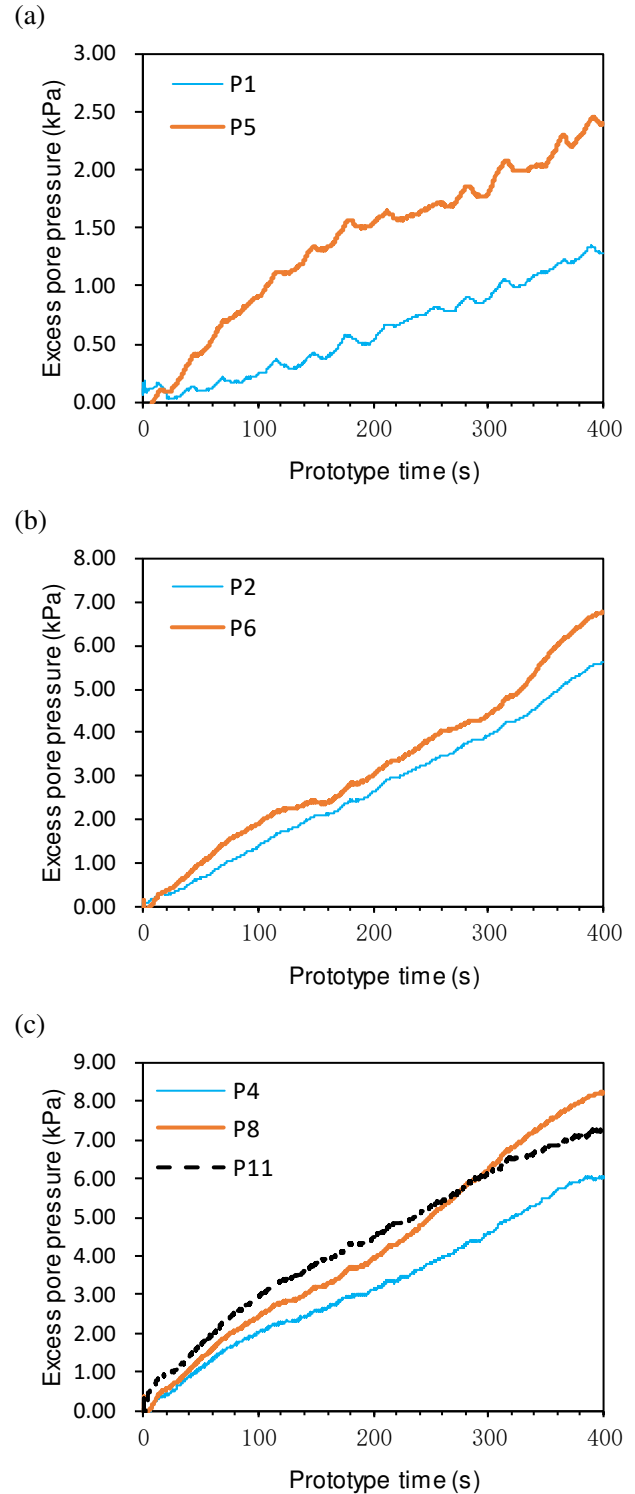 (a)
3.00
2.50
2.00
1.50
1.00
0.50
0.00
Excess pore pressure (kPa)
P1
P5
0 100 200 300 400
Prototype time (s)
(b)
8.00
7.00
6.00
5.00
4.00
3.00
2.00
1.00
0.00
Excess pore pressure (kPa)
P2
P6
0 100 200 300 400
Prototype time (s)
(c)
9.00
8.00
7.00
6.00
5.00
4.00
3.00
2.00
1.00
0.00
Excess pore pressure (kPa)
P4
P8
P11
0 100 200 300 400
Prototype time (s)